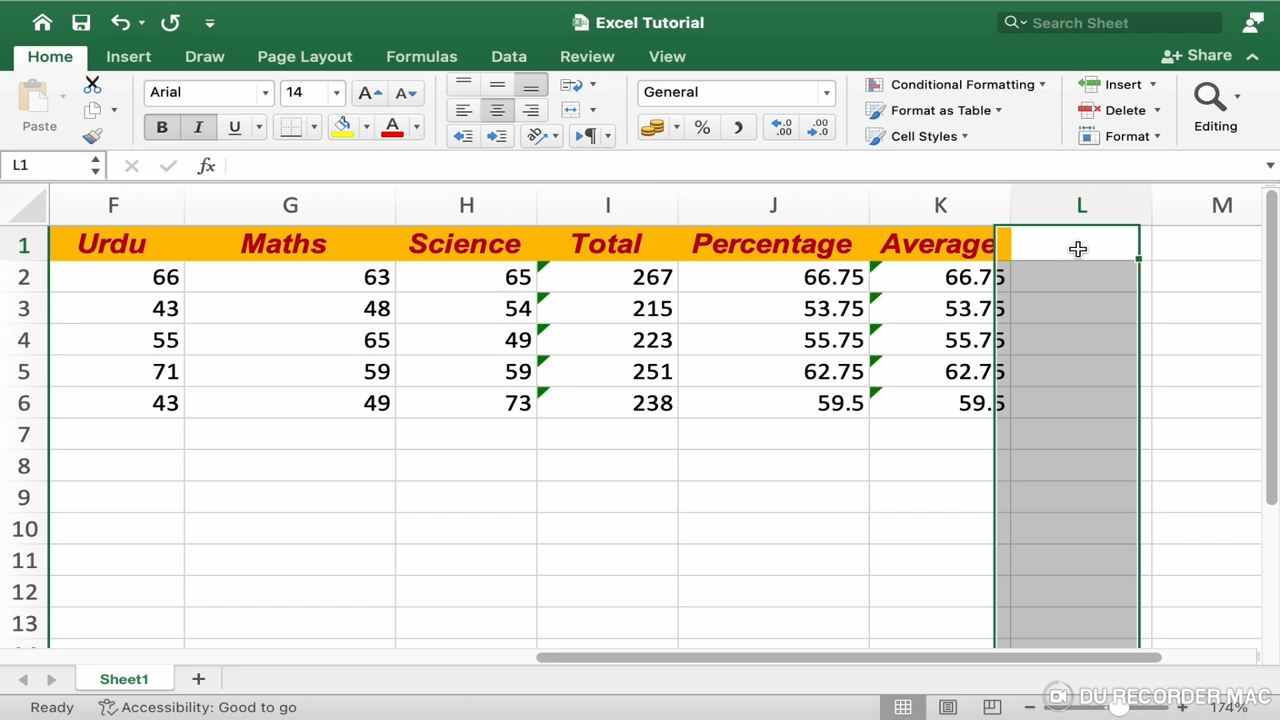 Excel Tutorial
Search Sheet
Home Insert Draw Page Layout Formulas Data Review View
Share
Paste
Arial 14
B I U A
A A
General
% 
.00 .0
Conditional Formatting
Format as Table
Cell Styles
Insert
Delete
Format
Editing
L1 fx
F G H I J K L M
1 Urdu Maths Science Total Percentage Average
2 66 63 65 267 66.75 66.75
3 43 48 54 215 53.75 53.75
4 55 65 49 223 55.75 55.75
5 71 59 59 251 62.75 62.75
6 43 49 73 238 59.5 59.5
7
8
9
10
11
12
13
Sheet1 +
Ready Accessibility: Good to go
174%
DU RECORDER MAC